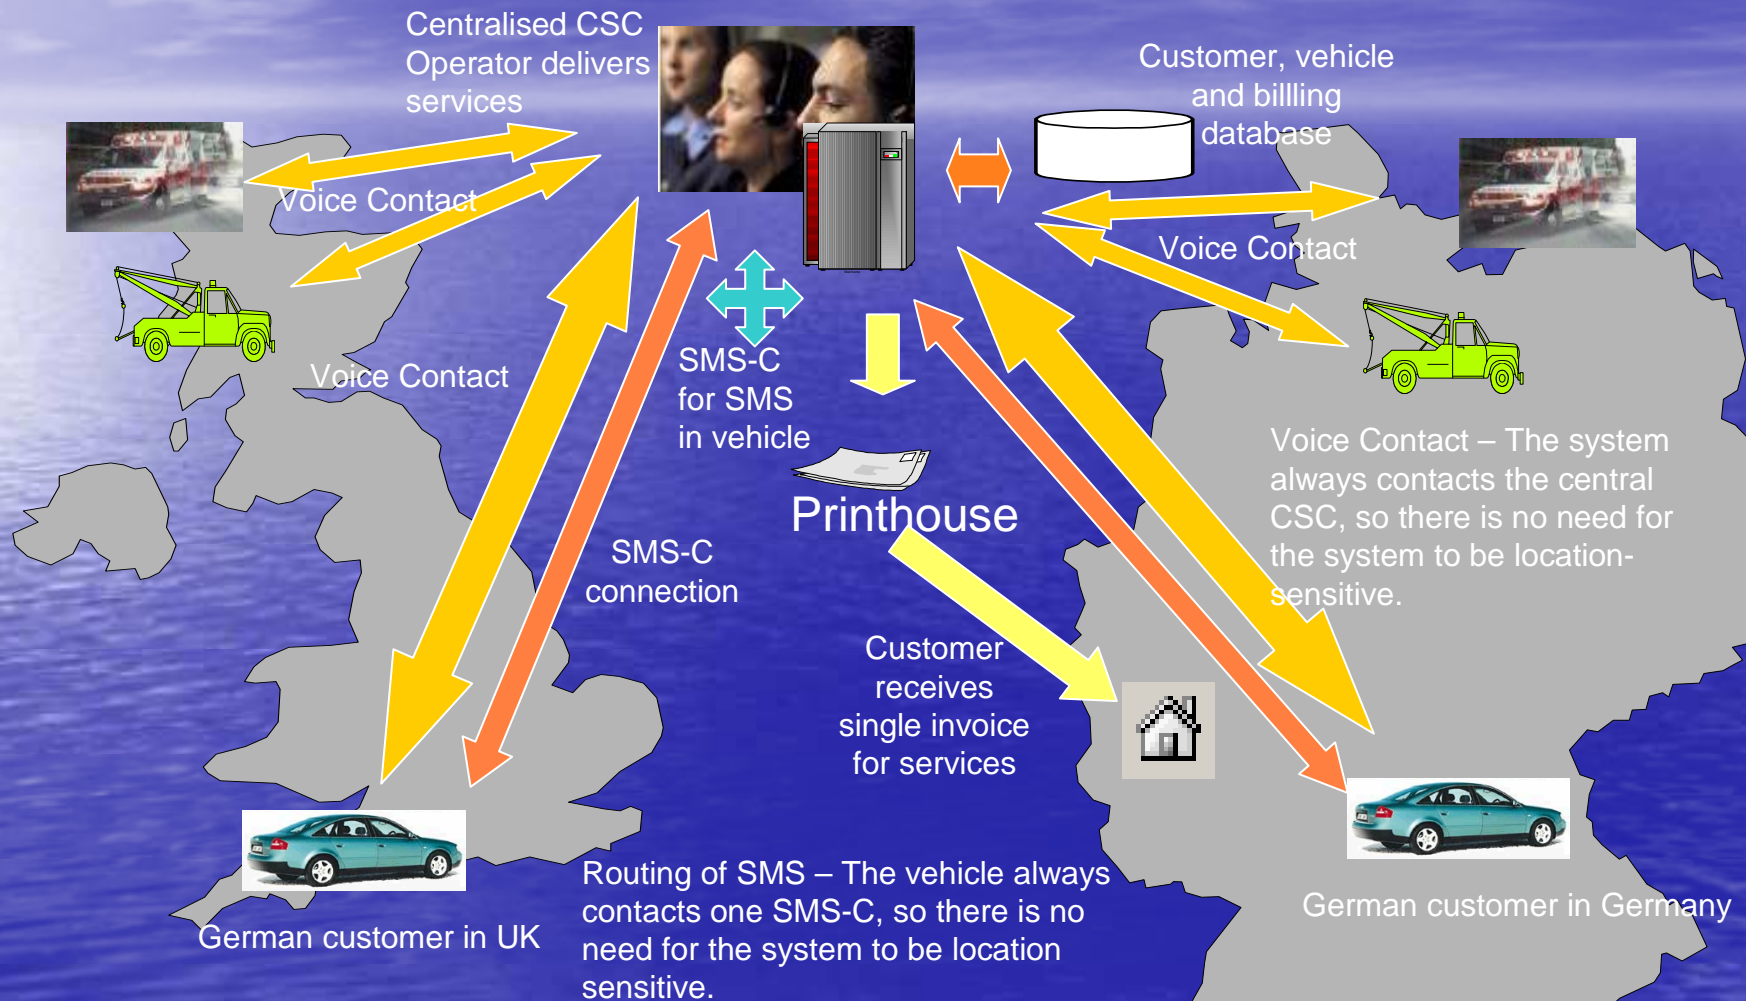 Centralised CSC
Operator delivers
services
Customer, vehicle
and billling
database
Voice Contact
Voice Contact
Voice Contact
SMS-C
for SMS
in vehicle
Voice Contact – The system
always contacts the central
CSC, so there is no need for
the system to be location-
sensitive.
Printhouse
SMS-C
connection
Customer
receives
single invoice
for services
Routing of SMS – The vehicle always
contacts one SMS-C, so there is no
need for the system to be location
sensitive.
German customer in UK
German customer in Germany